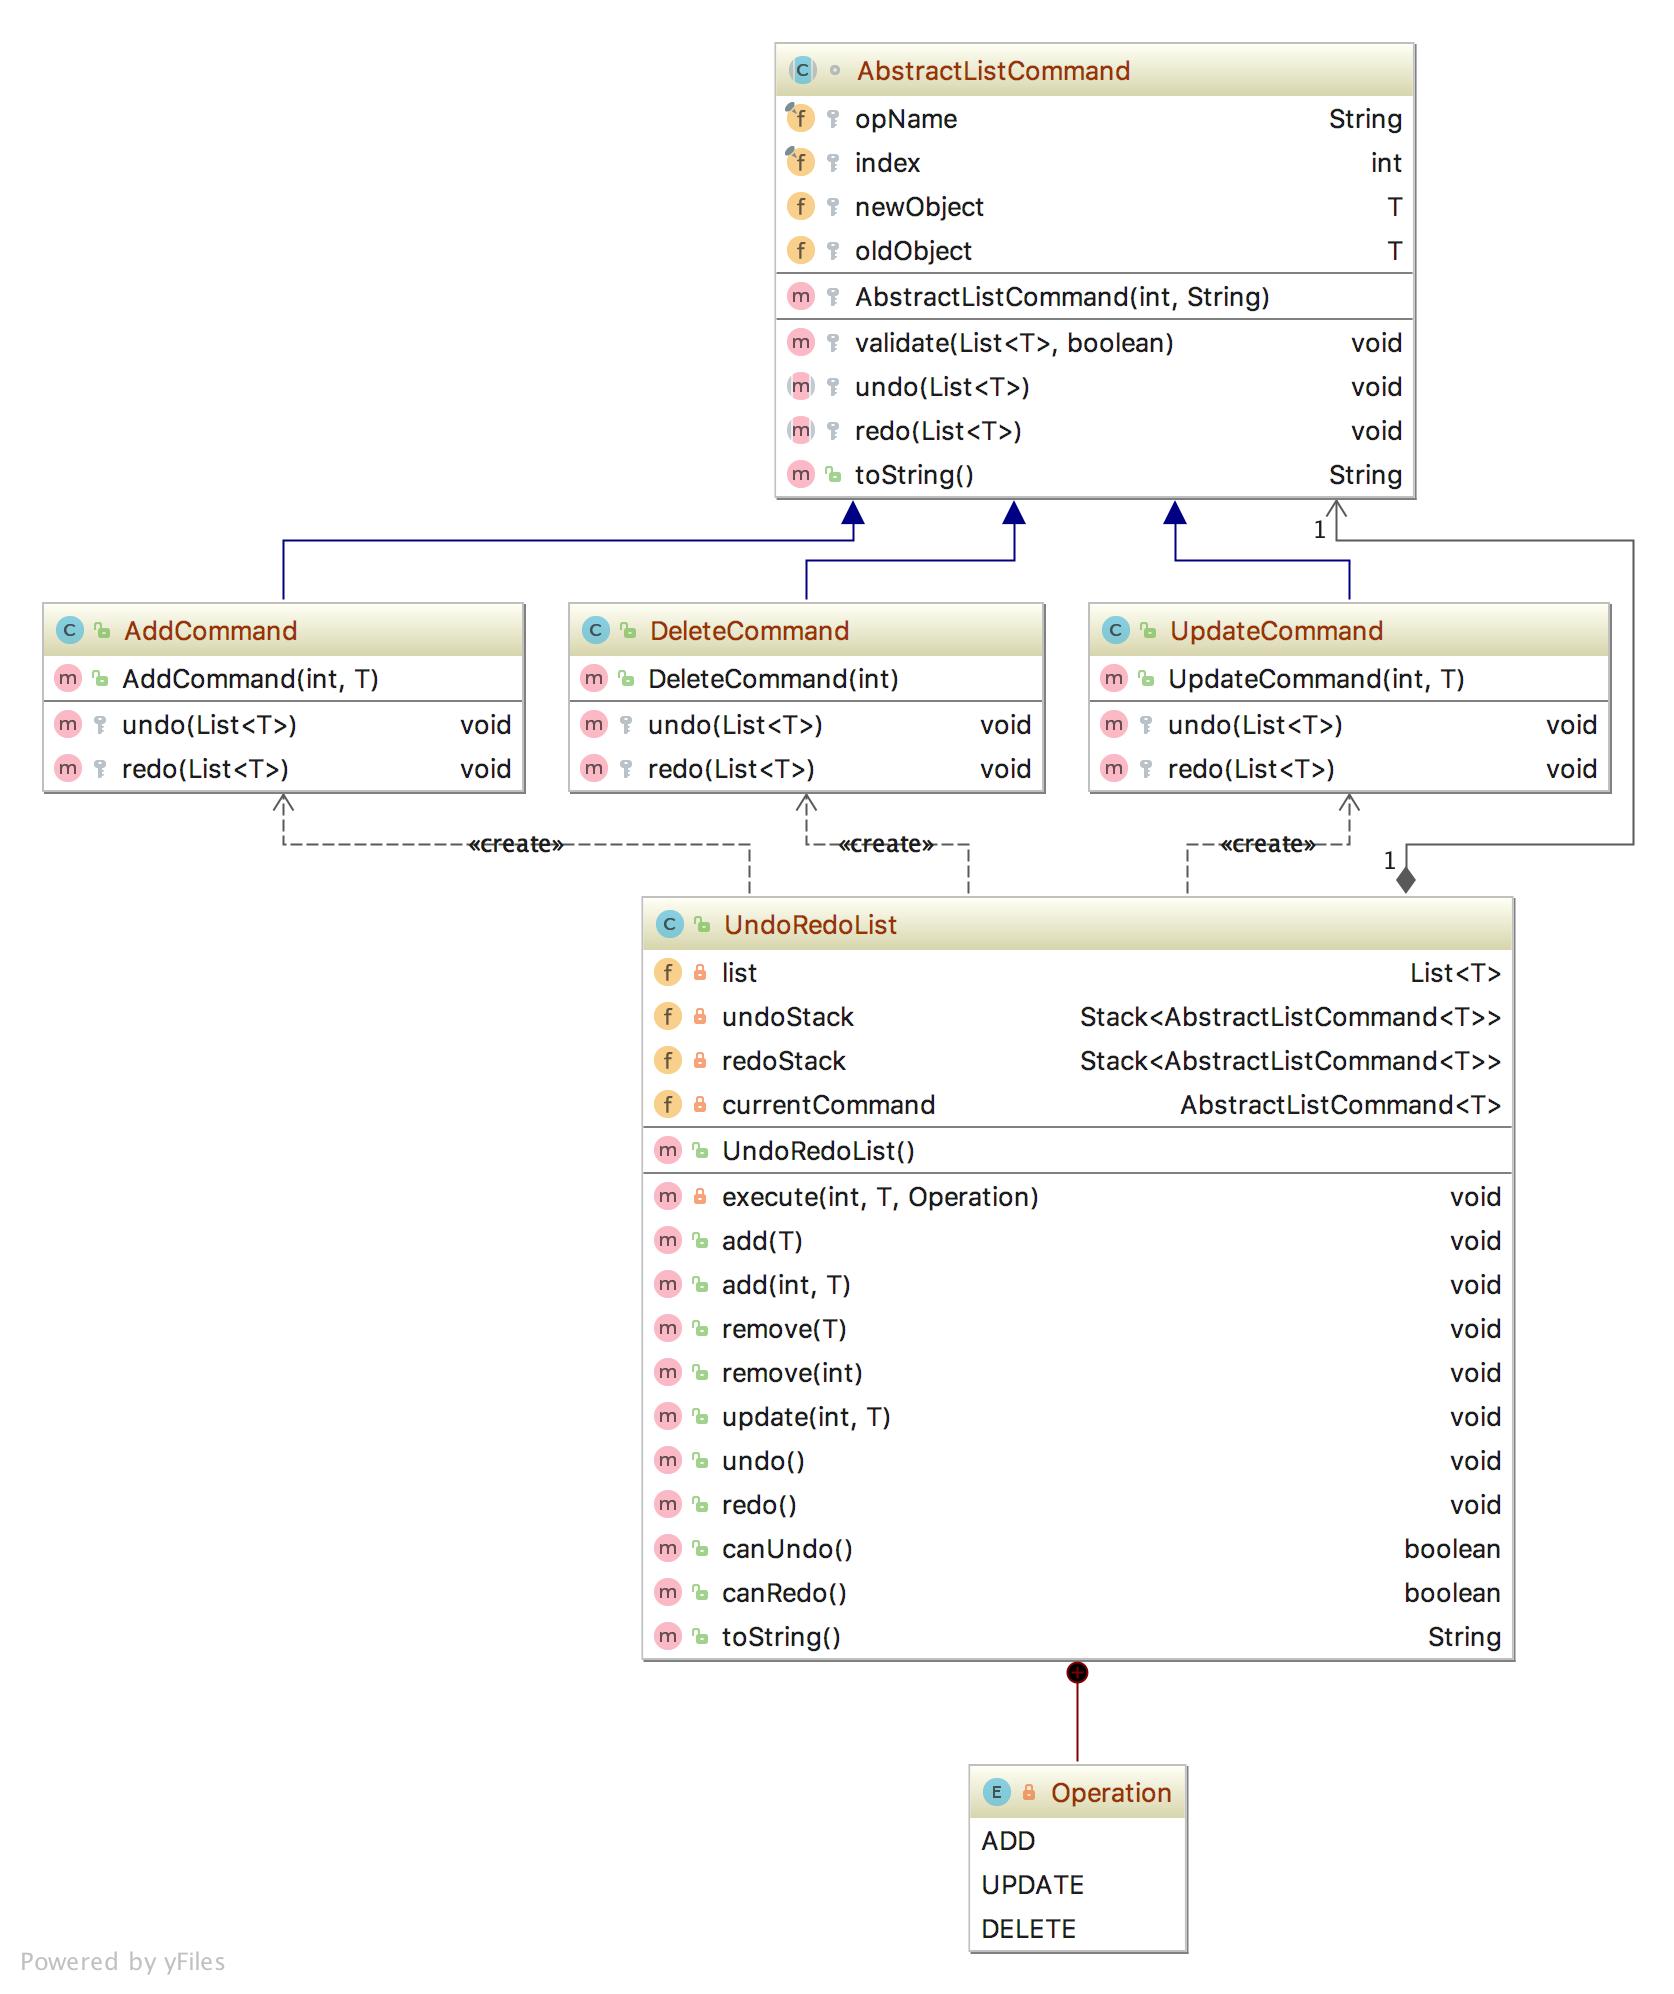 AbstractListCommand
opName String
index int
newObject T
oldObject T
AbstractListCommand(int, String)
validate(List<T>, boolean) void
undo(List<T>) void
redo(List<T>) void
toString() String
1
AddCommand
AddCommand(int, T)
undo(List<T>) void
redo(List<T>) void
DeleteCommand
DeleteCommand(int)
undo(List<T>) void
redo(List<T>) void
UpdateCommand
UpdateCommand(int, T)
undo(List<T>) void
redo(List<T>) void
«create» «create» «create»
1
UndoRedoList
list List<T>
undoStack Stack<AbstractListCommand<T>>
redoStack Stack<AbstractListCommand<T>>
currentCommand AbstractListCommand<T>
UndoRedoList()
execute(int, T, Operation) void
add(T) void
add(int, T) void
remove(T) void
remove(int) void
update(int, T) void
undo() void
redo() void
canUndo() boolean
canRedo() boolean
toString() String
Operation
ADD
UPDATE
DELETE
Powered by yFiles